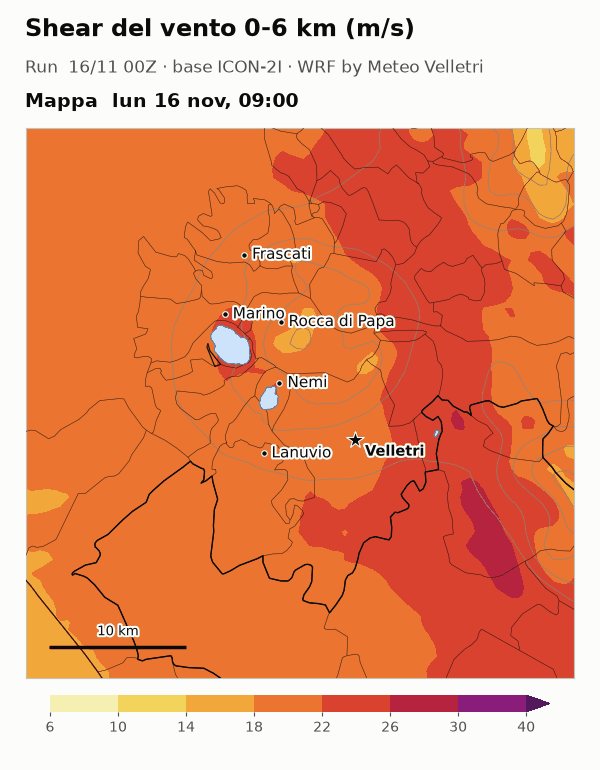 Shear del vento 0-6 km (m/s)
Run  16/11 00Z · base ICON-2I · WRF by Meteo Velletri
Mappa  lun 16 nov, 09:00
Frascati
Marino
Rocca di Papa
Nemi
Velletri
Lanuvio
10 km
6 10 14 18 22 26 30 40